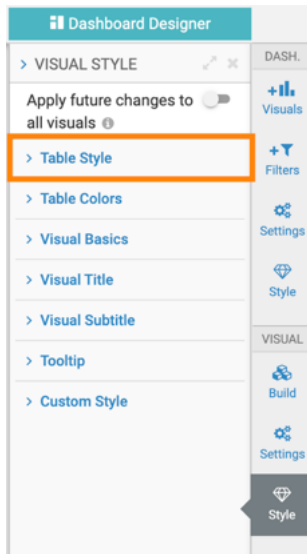 Dashboard Designer
VISUAL STYLE
Apply future changes to
all visuals
Table Style
Table Colors
Visual Basics
Visual Title
Visual Subtitle
Tooltip
Custom Style
DASH.
Visuals
Filters
Settings
Style
VISUAL
Build
Settings
Style